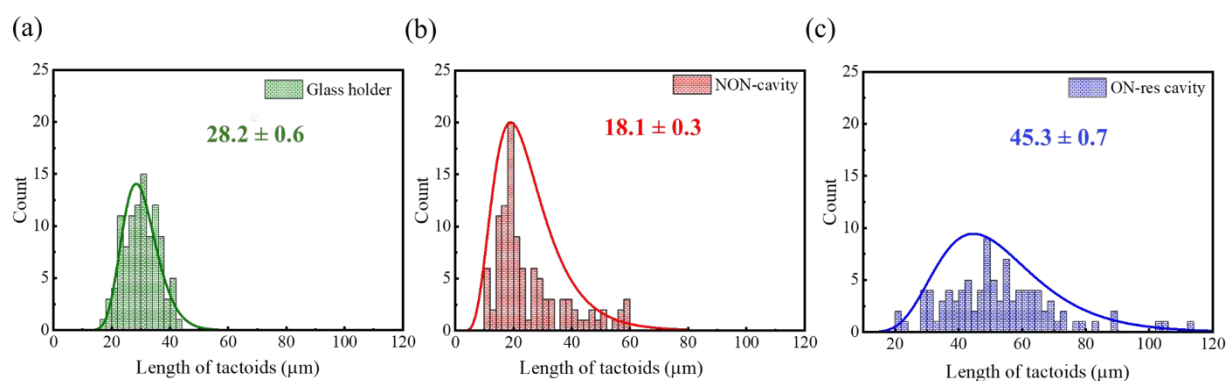 (a)
25
20
15
10
5
0
Count
Glass holder
28.2 ± 0.6
0 20 40 60 80 100 120
Length of tactoids (μm)
(b)
25
20
15
10
5
0
Count
NON-cavity
18.1 ± 0.3
0 20 40 60 80 100 120
Length of tactoids (μm)
(c)
25
20
15
10
5
0
Count
ON-res cavity
45.3 ± 0.7
20 40 60 80 100 120
Length of tactoids (μm)